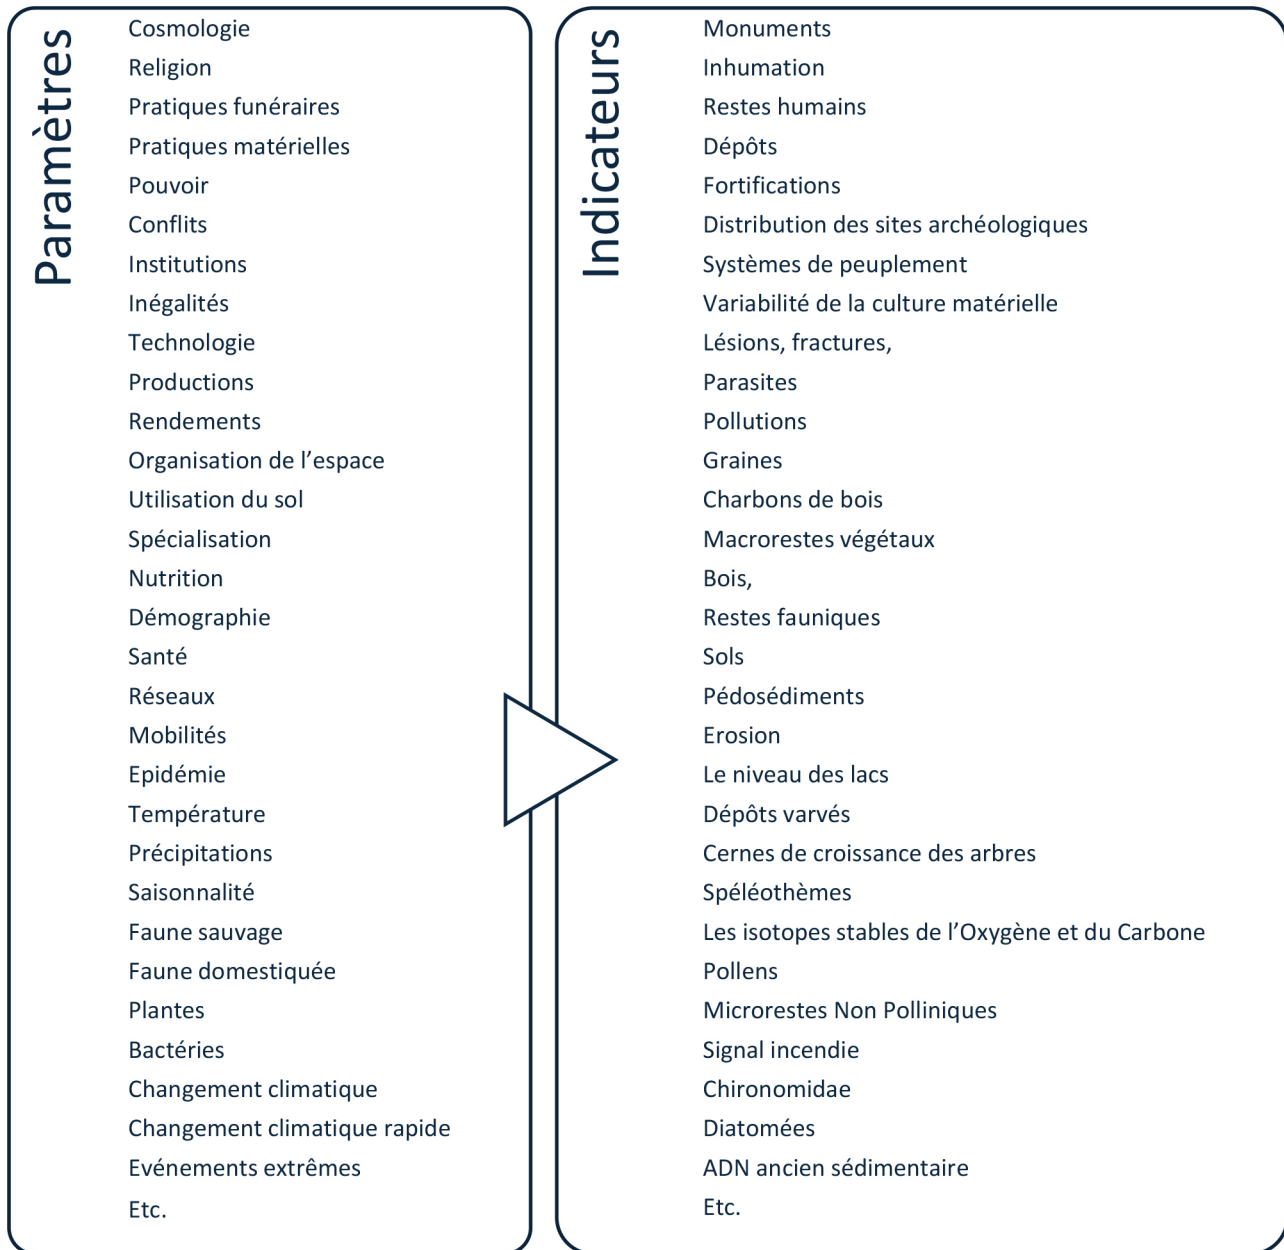 Paramètres
Cosmologie
Religion
Pratiques funéraires
Pratiques matérielles
Pouvoir
Conflits
Institutions
Inégalités
Technologie
Productions
Rendements
Organisation de l’espace
Utilisation du sol
Spécialisation
Nutrition
Démographie
Santé
Réseaux
Mobilités
Epidémie
Température
Précipitations
Saisonnalité
Faune sauvage
Faune domestiquée
Plantes
Bactéries
Changement climatique
Changement climatique rapide
Evénements extrêmes
Etc.
Indicateurs
Monuments
Inhumation
Restes humains
Dépôts
Fortifications
Distribution des sites archéologiques
Systèmes de peuplement
Variabilité de la culture matérielle
Lésions, fractures,
Parasites
Pollutions
Graines
Charbons de bois
Macrorestes végétaux
Bois,
Restes fauniques
Sols
Pédosédiments
Erosion
Le niveau des lacs
Dépôts varvés
Cernes de croissance des arbres
Spéléothèmes
Les isotopes stables de l’Oxygène et du Carbone
Pollens
Microrestes Non Polliniques
Signal incendie
Chironomidae
Diatomées
ADN ancien sédimentaire
Etc.